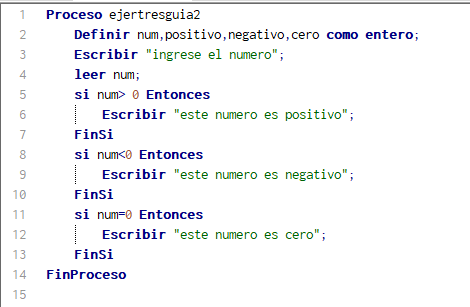 1 Proceso ejertresguia2
2 Definir num,positivo,negativo,cero como entero;
3 Escribir "ingrese el numero";
4 leer num;
5 si num> 0 Entonces
6 Escribir "este numero es positivo";
7 FinSi
8 si num<0 Entonces
9 Escribir "este numero es negativo";
10 FinSi
11 si num=0 Entonces
12 Escribir "este numero es cero";
13 FinSi
14 FinProceso
15